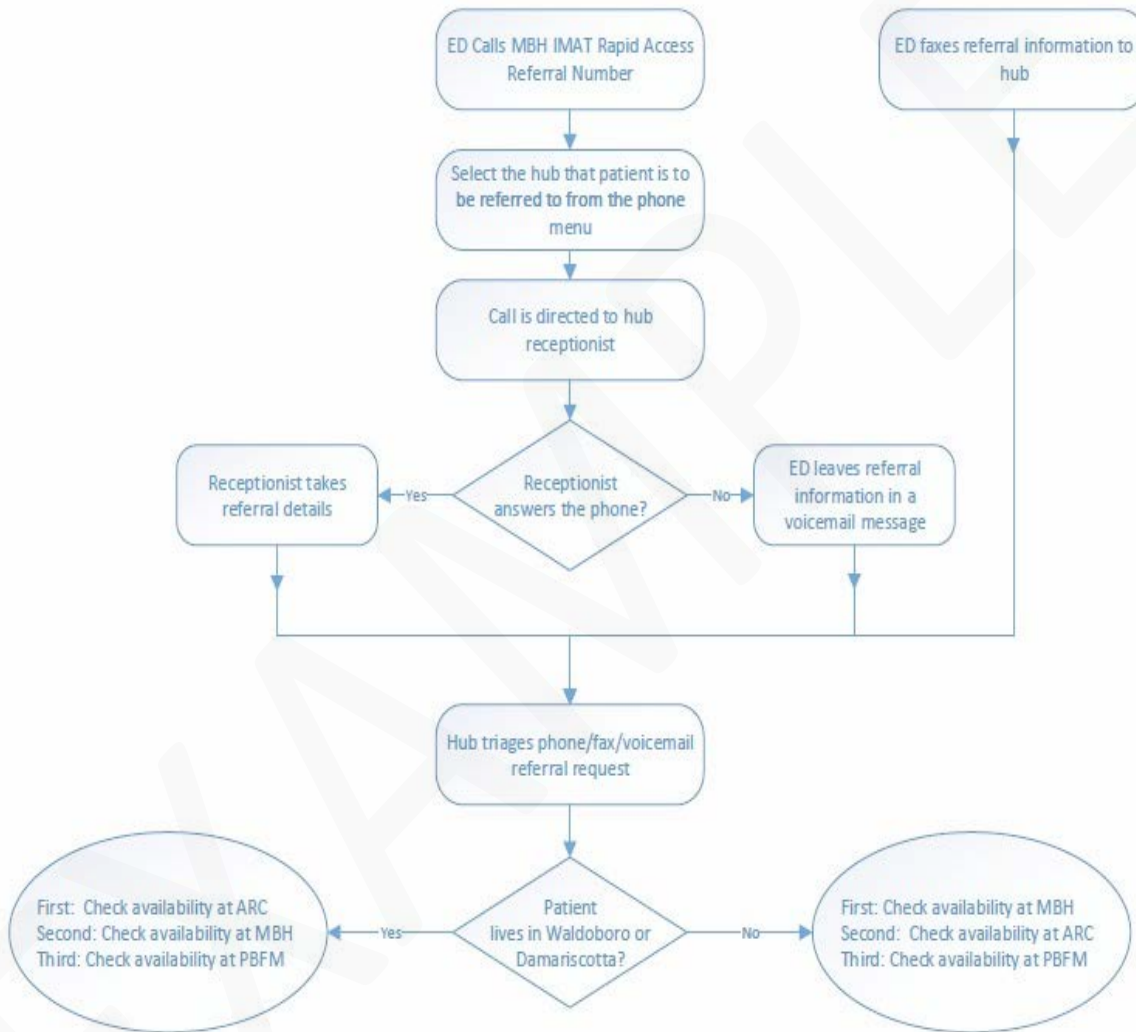 ED Calls MBH IMAT Rapid Access
Referral Number
ED faxes referral information to
hub
Select the hub that patient is to
be referred to from the phone
menu
Call is directed to hub
receptionist
Receptionist
answers the phone?
Yes
Receptionist takes
referral details
No
ED leaves referral
information in a
voicemail message
Hub triages phone/fax/voicemail
referral request
Patient
lives in Waldoboro or
Damariscotta?
Yes
First: Check availability at ARC
Second: Check availability at MBH
Third: Check availability at PBFM
No
First: Check availability at MBH
Second: Check availability at ARC
Third: Check availability at PBFM
EXAMPLE